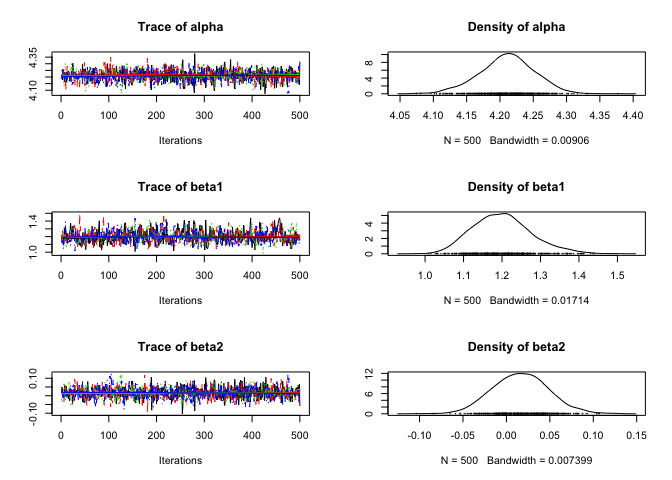 Trace of alpha
4.35
4.10
0 100 200 300 400 500
Iterations
Density of alpha
8
4
0
4.05 4.10 4.15 4.20 4.25 4.30 4.35 4.40
N = 500 Bandwidth = 0.00906
Trace of beta1
1.4
1.0
0 100 200 300 400 500
Iterations
Density of beta1
4
2
0
1.0 1.1 1.2 1.3 1.4 1.5
N = 500 Bandwidth = 0.01714
Trace of beta2
0.10
-0.10
0 100 200 300 400 500
Iterations
Density of beta2
12
6
0
-0.10 -0.05 0.00 0.05 0.10 0.15
N = 500 Bandwidth = 0.007399